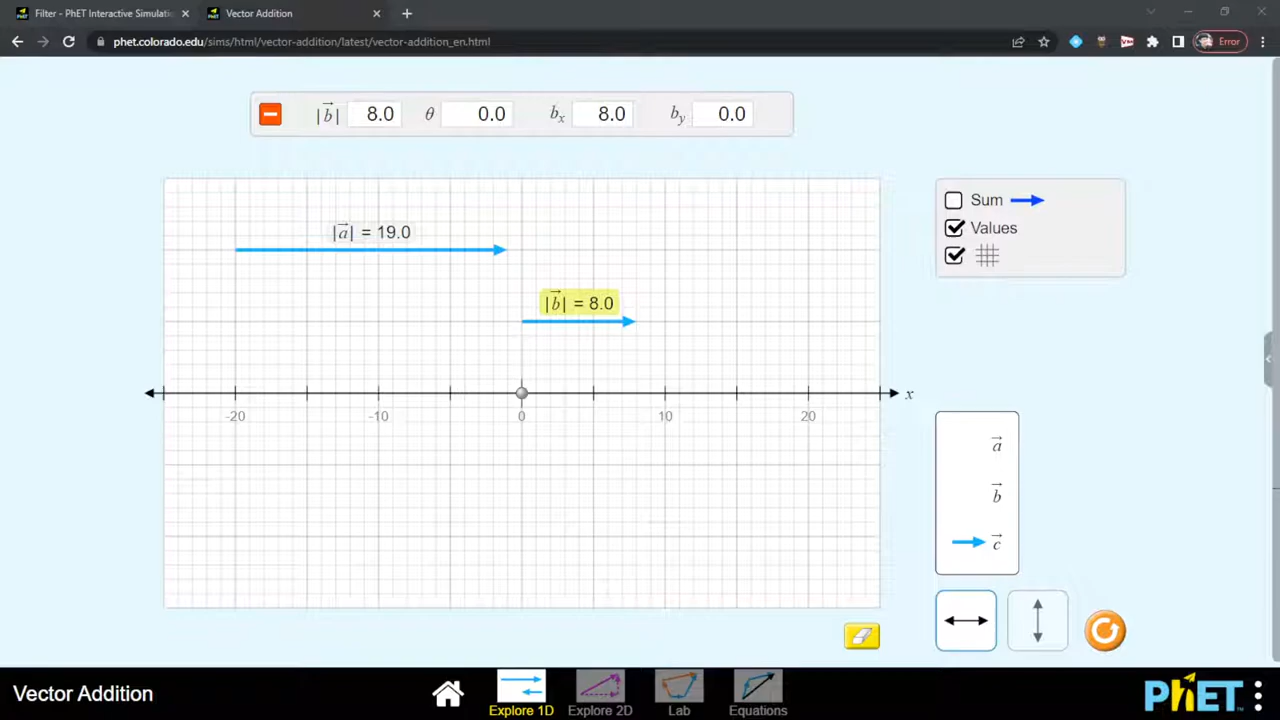 Filter - PhET Interactive Simulatio
Vector Addition
phet.colorado.edu/sims/html/vector-addition/latest/vector-addition_en.html
Error
|b⃗| 8.0 θ 0.0 bₓ 8.0 b_y 0.0
|a⃗| = 19.0
|b⃗| = 8.0
Sum
Values
x
-20 -10 0 10 20
a⃗
b⃗
c⃗
Vector Addition
Explore 1D
Explore 2D
Lab
Equations
PhET